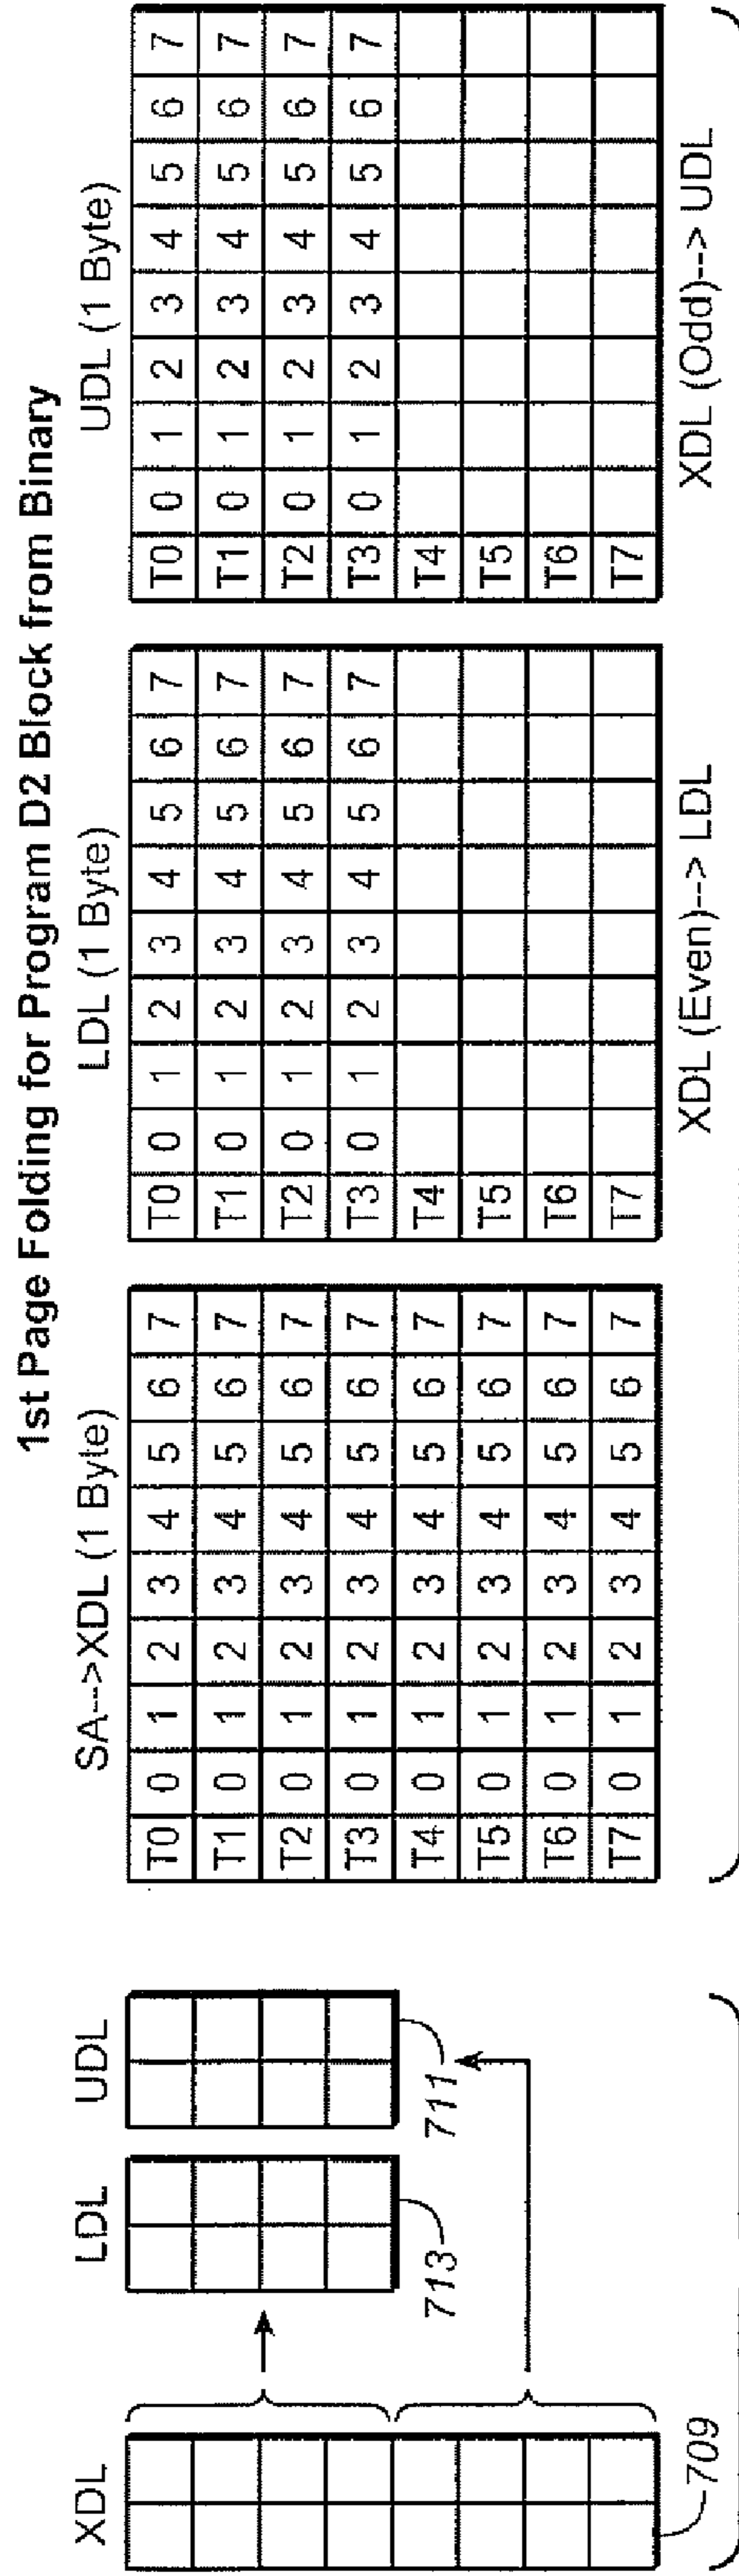 1st Page Folding for Program D2 Block from Binary
XDL
LDL
UDL
709
713
711
SA-->XDL (1 Byte)
T0 0 1 2 3 4 5 6 7
T1 0 1 2 3 4 5 6 7
T2 0 1 2 3 4 5 6 7
T3 0 1 2 3 4 5 6 7
T4 0 1 2 3 4 5 6 7
T5 0 1 2 3 4 5 6 7
T6 0 1 2 3 4 5 6 7
T7 0 1 2 3 4 5 6 7
LDL (1 Byte)
T0 0 1 2 3 4 5 6 7
T1 0 1 2 3 4 5 6 7
T2 0 1 2 3 4 5 6 7
T3 0 1 2 3 4 5 6 7
T4
T5
T6
T7
XDL (Even)--> LDL
UDL (1 Byte)
T0 0 1 2 3 4 5 6 7
T1 0 1 2 3 4 5 6 7
T2 0 1 2 3 4 5 6 7
T3 0 1 2 3 4 5 6 7
T4
T5
T6
T7
XDL (Odd)--> UDL